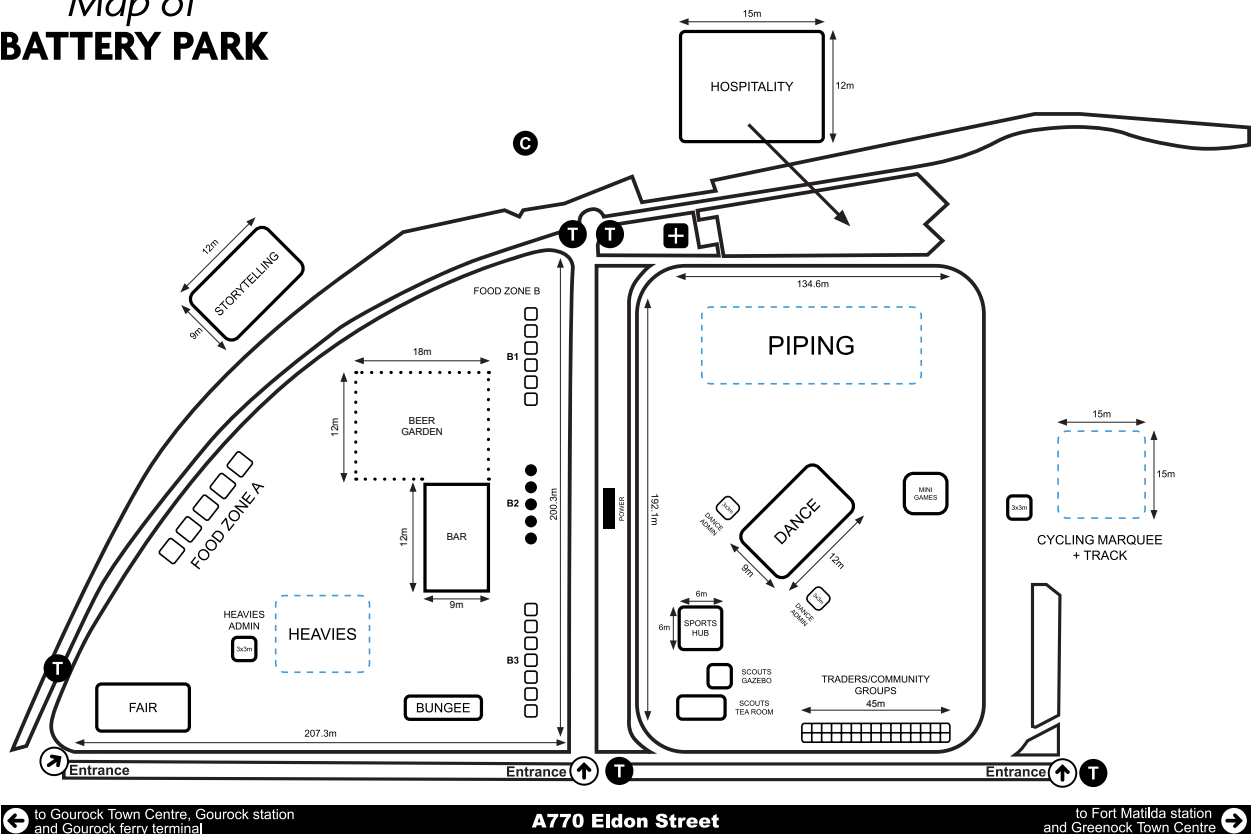 Map of
BATTERY PARK
15m
HOSPITALITY
12m
C
12m
STORYTELLING
9m
T
T
FOOD ZONE B
134.6m
PIPING
18m
B1
12m
BEER
GARDEN
15m
15m
FOOD ZONE A
B2
200.3m
POWER
192.1m
3x3m
DANCE
ADMIN
DANCE
MINI
GAMES
3x3m
CYCLING MARQUEE
+ TRACK
12m
BAR
9m
9m
12m
3x3m
DANCE
ADMIN
HEAVIES
ADMIN
3x3m
HEAVIES
6m
6m
SPORTS
HUB
B3
T
SCOUTS
GAZEBO
SCOUTS
TEA ROOM
TRADERS/COMMUNITY
GROUPS
45m
FAIR
BUNGEE
207.3m
Entrance
Entrance
T
Entrance
T
to Gourock Town Centre, Gourock station
and Gourock ferry terminal
A770 Eldon Street
to Fort Matilda station
and Greenock Town Centre